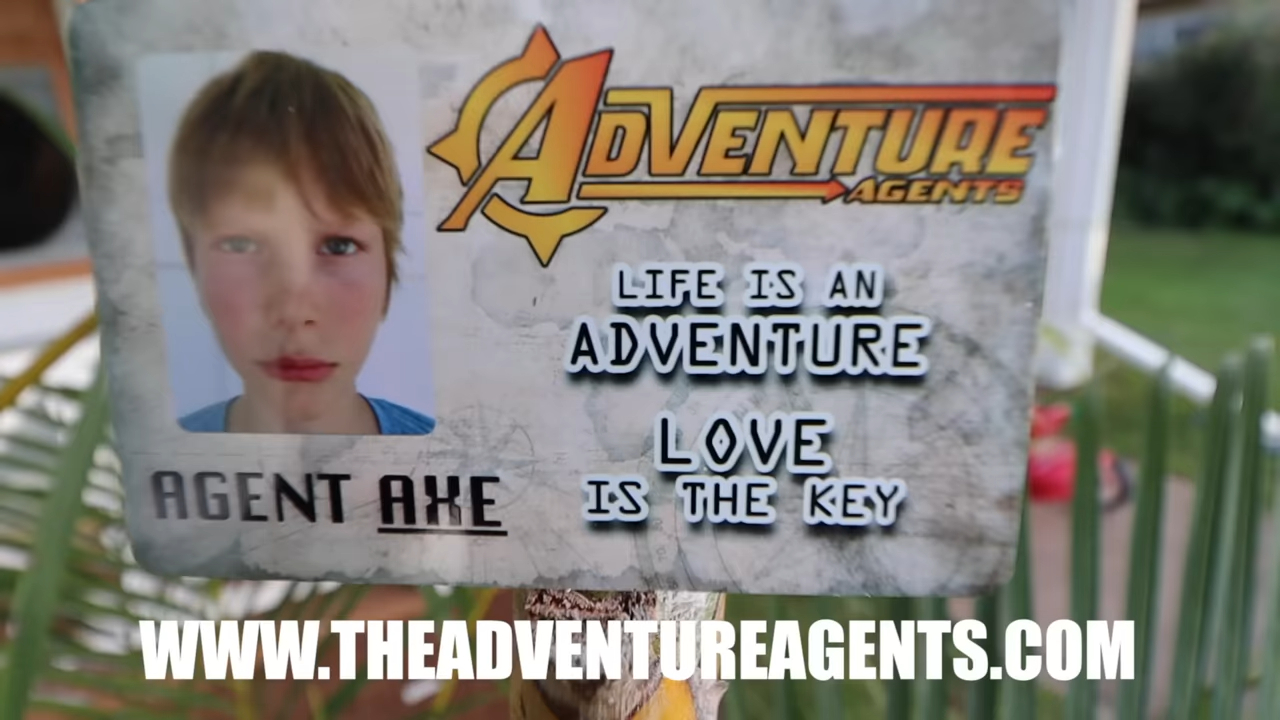 ADVENTURE
AGENTS
LIFE IS AN
ADVENTURE
LOVE
IS THE KEY
AGENT AXE
WWW.THEADVENTUREAGENTS.COM